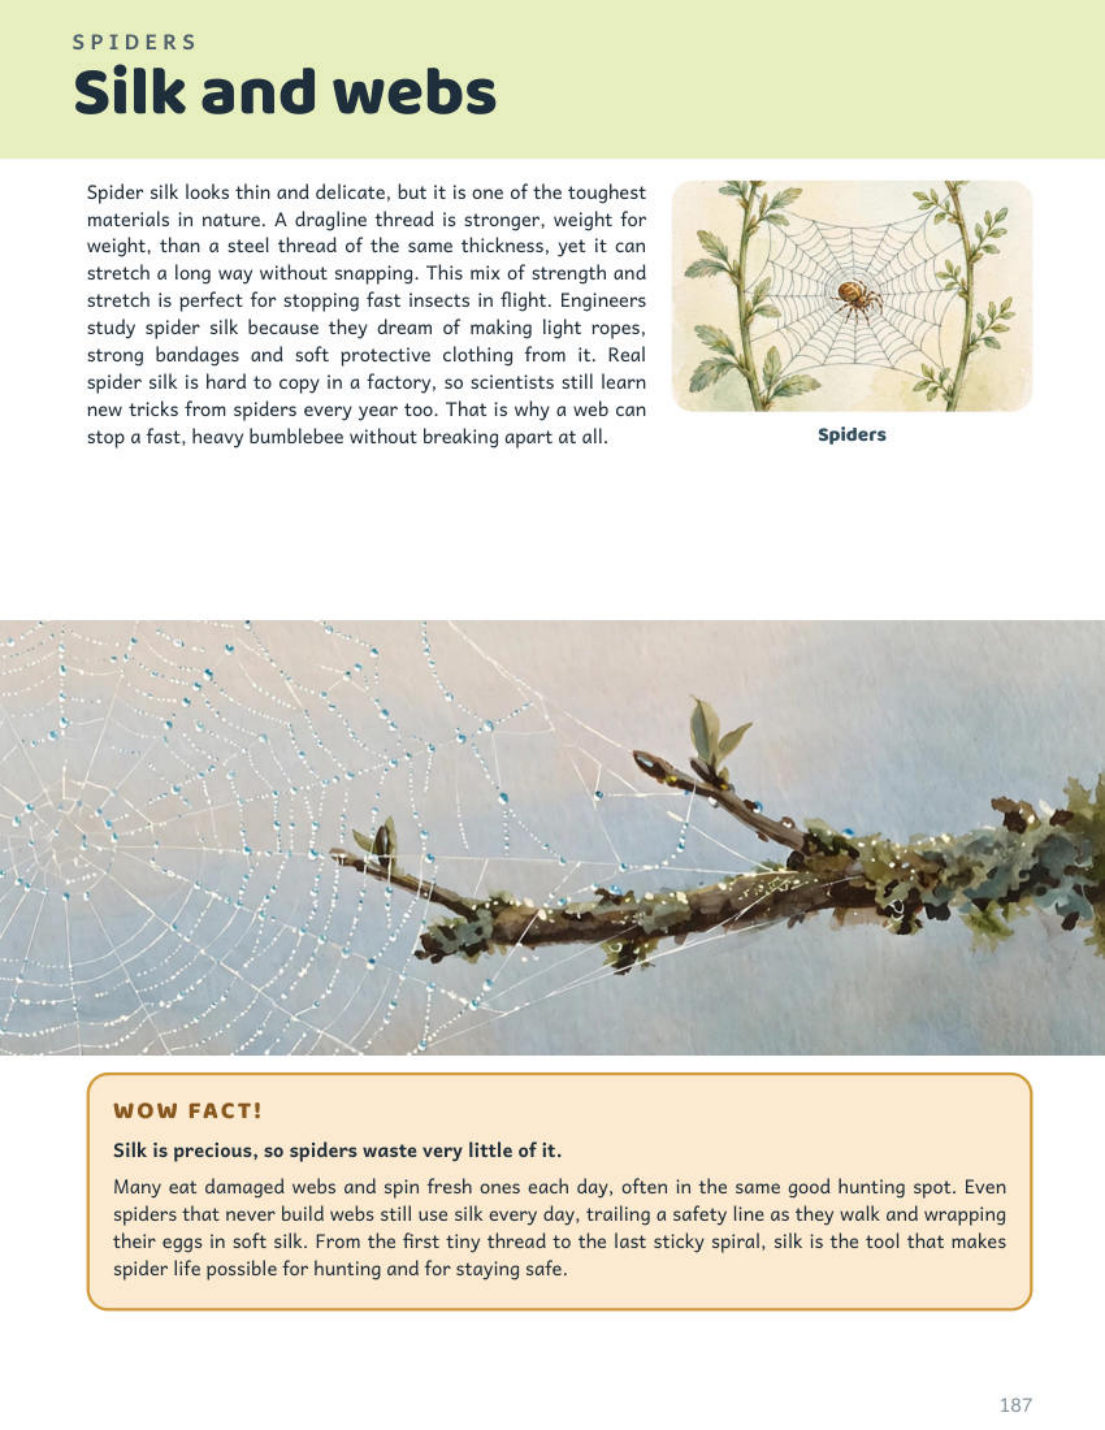 SPIDERS
Silk and webs
Spider silk looks thin and delicate, but it is one of the toughest
materials in nature. A dragline thread is stronger, weight for
weight, than a steel thread of the same thickness, yet it can
stretch a long way without snapping. This mix of strength and
stretch is perfect for stopping fast insects in flight. Engineers
study spider silk because they dream of making light ropes,
strong bandages and soft protective clothing from it. Real
spider silk is hard to copy in a factory, so scientists still learn
new tricks from spiders every year too. That is why a web can
stop a fast, heavy bumblebee without breaking apart at all.
Spiders
WOW FACT!
Silk is precious, so spiders waste very little of it.
Many eat damaged webs and spin fresh ones each day, often in the same good hunting spot. Even
spiders that never build webs still use silk every day, trailing a safety line as they walk and wrapping
their eggs in soft silk. From the first tiny thread to the last sticky spiral, silk is the tool that makes
spider life possible for hunting and for staying safe.
187